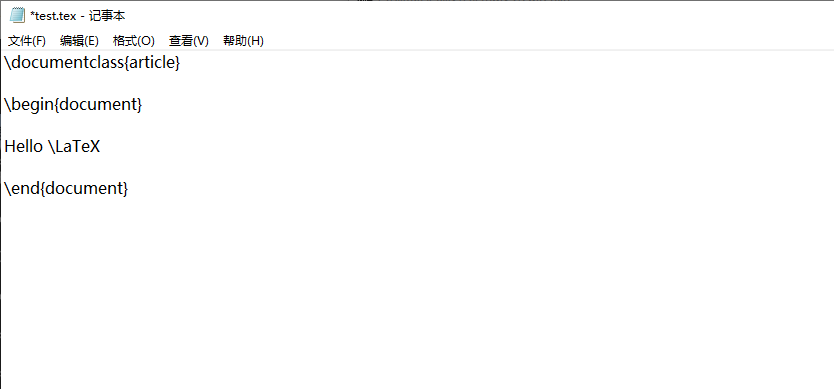 *test.tex - 记事本
文件(F) 编辑(E) 格式(O) 查看(V) 帮助(H)
\documentclass{article}
\begin{document}
Hello \LaTeX
\end{document}